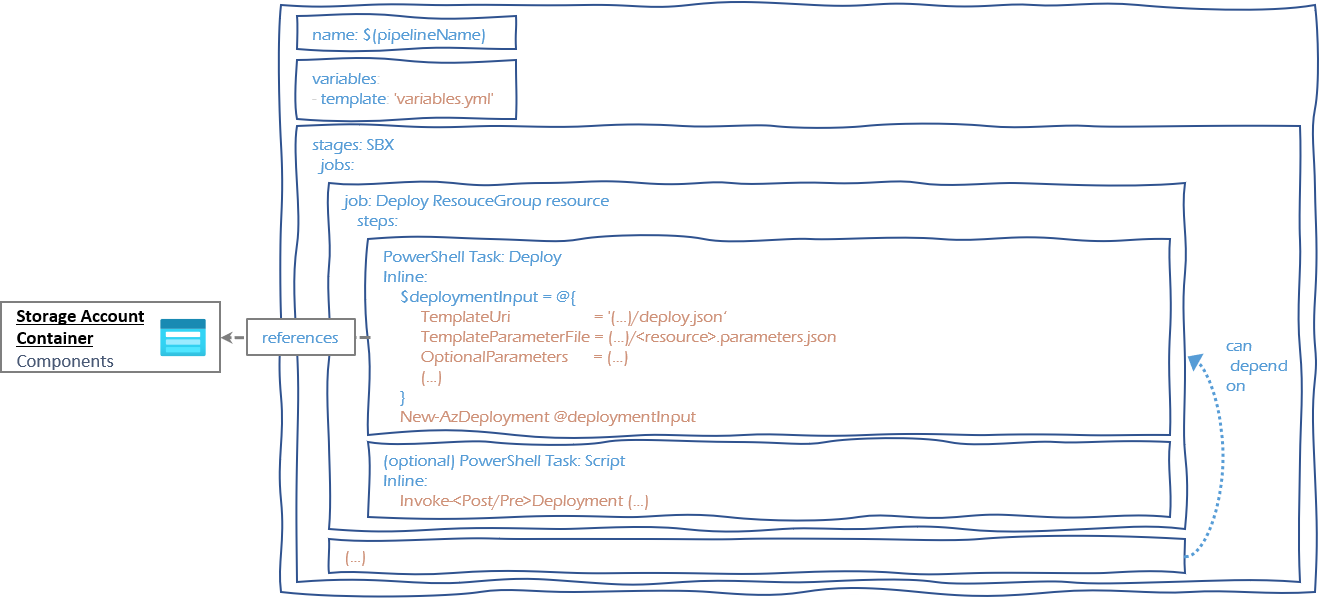 name: $(pipelineName)
variables:
- template: 'variables.yml'
stages: SBX
jobs:
job: Deploy ResouceGroup resource
steps:
PowerShell Task: Deploy
Inline:
$deploymentInput = @{
TemplateUri = '(...)/deploy.json‘
TemplateParameterFile = (...)/<resource>.parameters.json
OptionalParameters = (...)
(...)
}
New-AzDeployment @deploymentInput
(optional) PowerShell Task: Script
Inline:
Invoke-<Post/Pre>Deployment (...)
(...)
Storage Account
Container
Components
references
can
depend
on